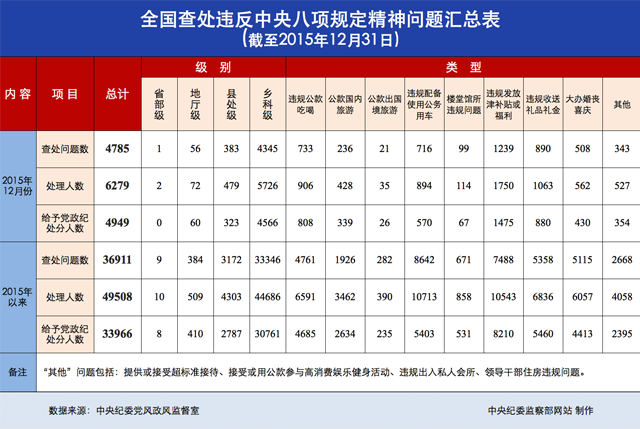 全国查处违反中央八项规定精神问题汇总表
(截至2015年12月31日)
内容 项目 总计 级别 类型
省部级 地厅级 县处级 乡科级 违规公款吃喝 公款国内旅游 公款出国境旅游 违规配备使用公务用车 楼堂馆所违规问题 违规发放津补贴或福利 违规收送礼品礼金 大办婚丧喜庆 其他
2015年12月份
查处问题数 4785 1 56 383 4345 733 236 21 716 99 1239 890 508 343
处理人数 6279 2 72 479 5726 906 428 35 894 114 1750 1063 562 527
给予党政纪处分人数 4949 0 60 323 4566 808 339 26 570 67 1475 880 430 354
2015年以来
查处问题数 36911 9 384 3172 33346 4761 1926 282 8642 671 7488 5358 5115 2668
处理人数 49508 10 509 4303 44686 6591 3462 390 10713 858 10543 6836 6057 4058
给予党政纪处分人数 33966 8 410 2787 30761 4685 2634 235 5403 531 8210 5460 4413 2395
备注 “其他”问题包括：提供或接受超标准接待、接受或用公款参与高消费娱乐健身活动、违规出入私人会所、领导干部住房违规问题。
数据来源：中央纪委党风政风监督室 中央纪委监察部网站 制作